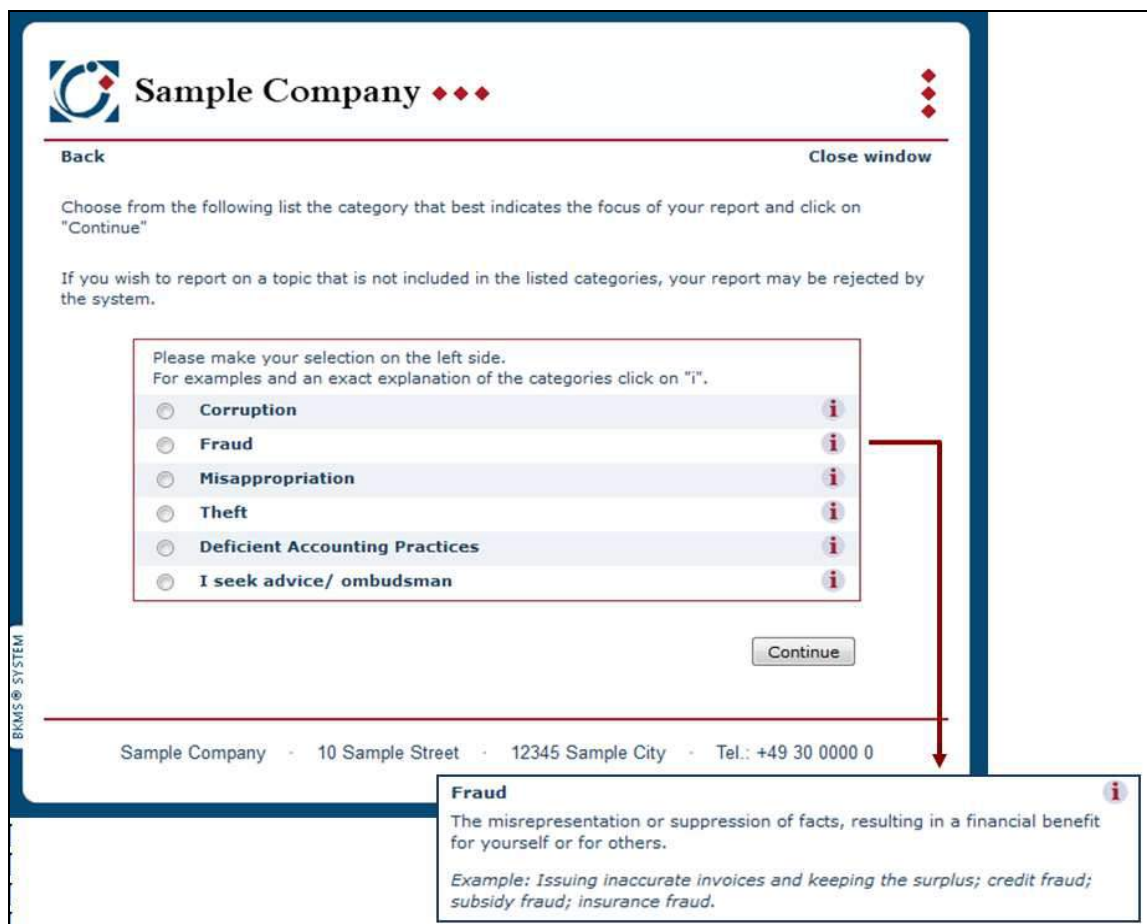 Sample Company
Back
Close window
Choose from the following list the category that best indicates the focus of your report and click on
"Continue"
If you wish to report on a topic that is not included in the listed categories, your report may be rejected by
the system.
Please make your selection on the left side.
For examples and an exact explanation of the categories click on "i".
Corruption i
Fraud i
Misappropriation i
Theft i
Deficient Accounting Practices i
I seek advice/ ombudsman i
Continue
BKMS® SYSTEM
Sample Company · 10 Sample Street · 12345 Sample City · Tel.: +49 30 0000 0
Fraud i
The misrepresentation or suppression of facts, resulting in a financial benefit
for yourself or for others.
Example: Issuing inaccurate invoices and keeping the surplus; credit fraud;
subsidy fraud; insurance fraud.